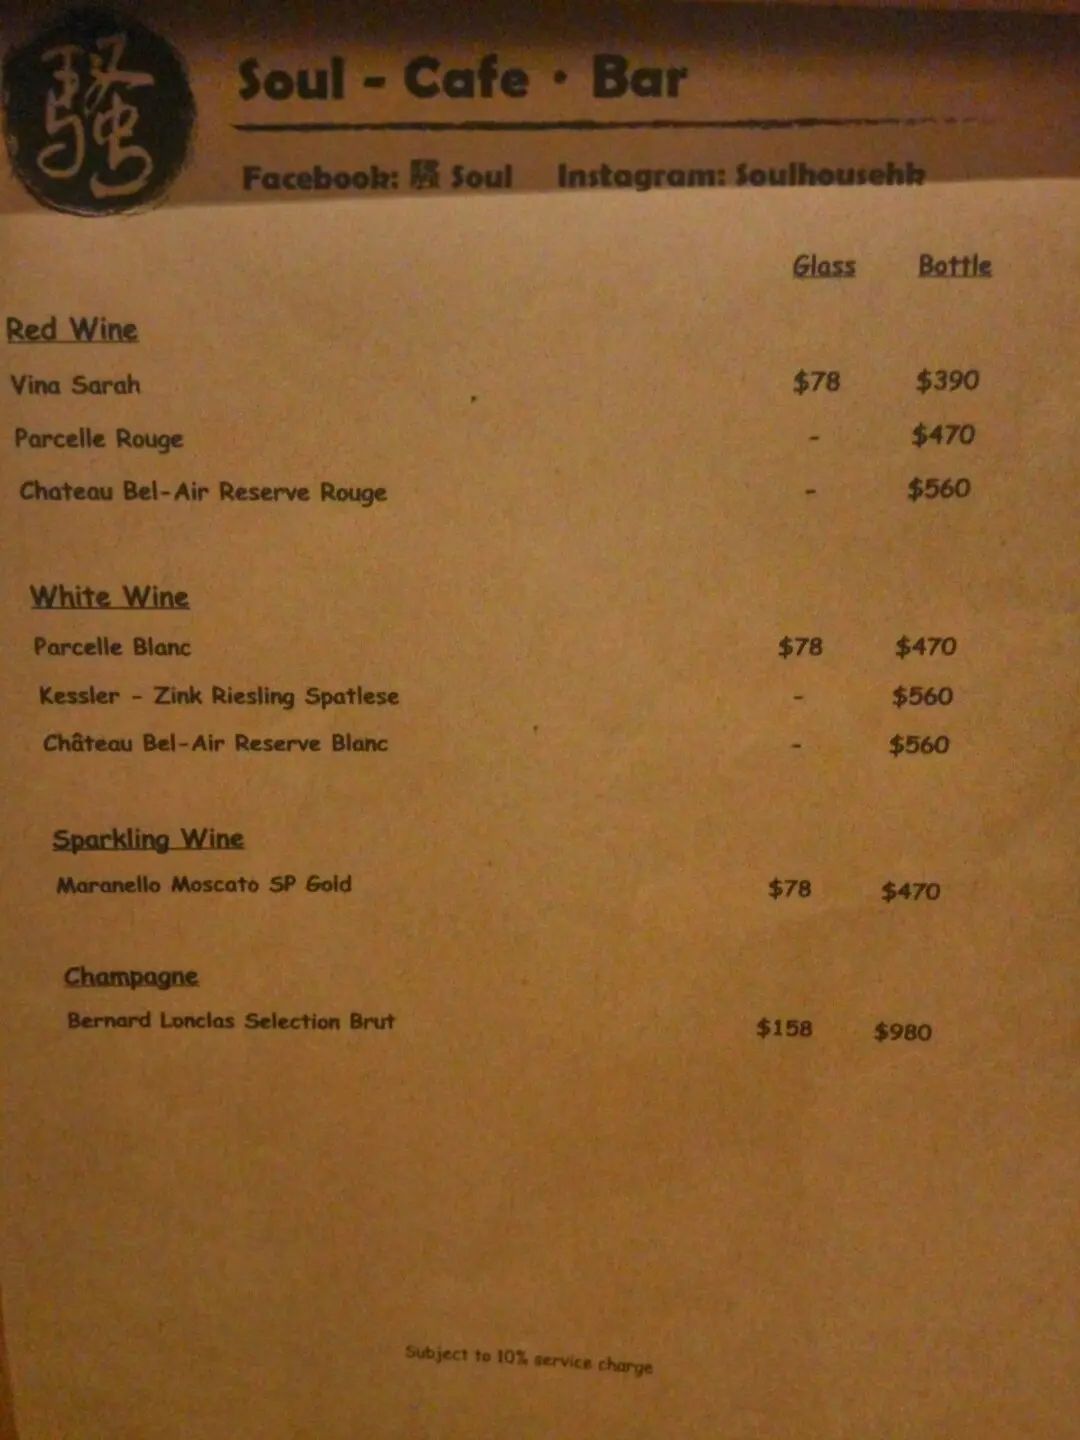 騷
Soul - Cafe · Bar
Facebook: 騷 Soul Instagram: Soulhousehk
Glass Bottle
Red Wine
Vina Sarah $78 $390
Parcelle Rouge - $470
Chateau Bel-Air Reserve Rouge - $560
White Wine
Parcelle Blanc $78 $470
Kessler - Zink Riesling Spatlese - $560
Château Bel-Air Reserve Blanc - $560
Sparkling Wine
Maranello Moscato SP Gold $78 $470
Champagne
Bernard Lonclas Selection Brut $158 $980
Subject to 10% service charge